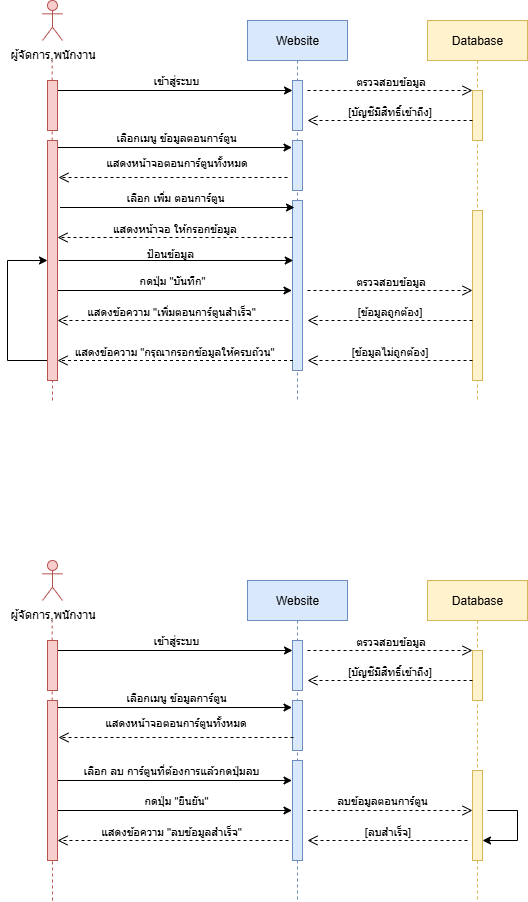 Website
Database
ผู้จัดการ,พนักงาน
เข้าสู่ระบบ
ตรวจสอบข้อมูล
[บัญชีมีสิทธิ์เข้าถึง]
เลือกเมนู ข้อมูลตอนการ์ตูน
แสดงหน้าจอตอนการ์ตูนทั้งหมด
เลือก เพิ่ม ตอนการ์ตูน
แสดงหน้าจอ ให้กรอกข้อมูล
ป้อนข้อมูล
กดปุ่ม "บันทึก"
ตรวจสอบข้อมูล
แสดงข้อความ "เพิ่มตอนการ์ตูนสำเร็จ"
[ข้อมูลถูกต้อง]
แสดงข้อความ "กรุณากรอกข้อมูลให้ครบถ้วน"
[ข้อมูลไม่ถูกต้อง]
Website
Database
ผู้จัดการ,พนักงาน
เข้าสู่ระบบ
ตรวจสอบข้อมูล
[บัญชีมีสิทธิ์เข้าถึง]
เลือกเมนู ข้อมูลการ์ตูน
แสดงหน้าจอตอนการ์ตูนทั้งหมด
เลือก ลบ การ์ตูนที่ต้องการแล้วกดปุ่มลบ
กดปุ่ม "ยืนยัน"
ลบข้อมูลตอนการ์ตูน
แสดงข้อความ "ลบข้อมูลสำเร็จ"
[ลบสำเร็จ]